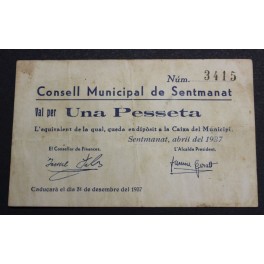 Núm. 3415
Consell Municipal de Sentmanat
Val per Una Pesseta
L'equivalent de la qual, queda en dipòsit a la Caixa del Municipi.
Sentmanat, abril del 1937
El Conseller de Finances, L'Alcalde President,
Caducarà el dia 31 de desembre del 1937